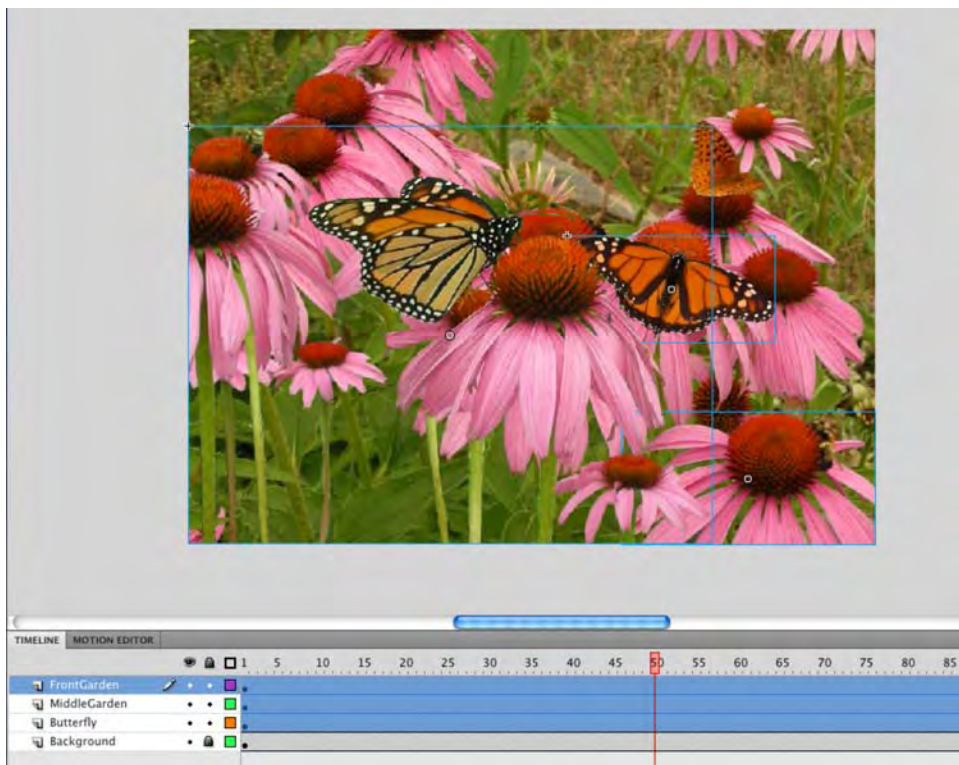 TIMELINE MOTION EDITOR
1 5 10 15 20 25 30 35 40 45 50 55 60 65 70 75 80 85
FrontGarden
MiddleGarden
Butterfly
Background